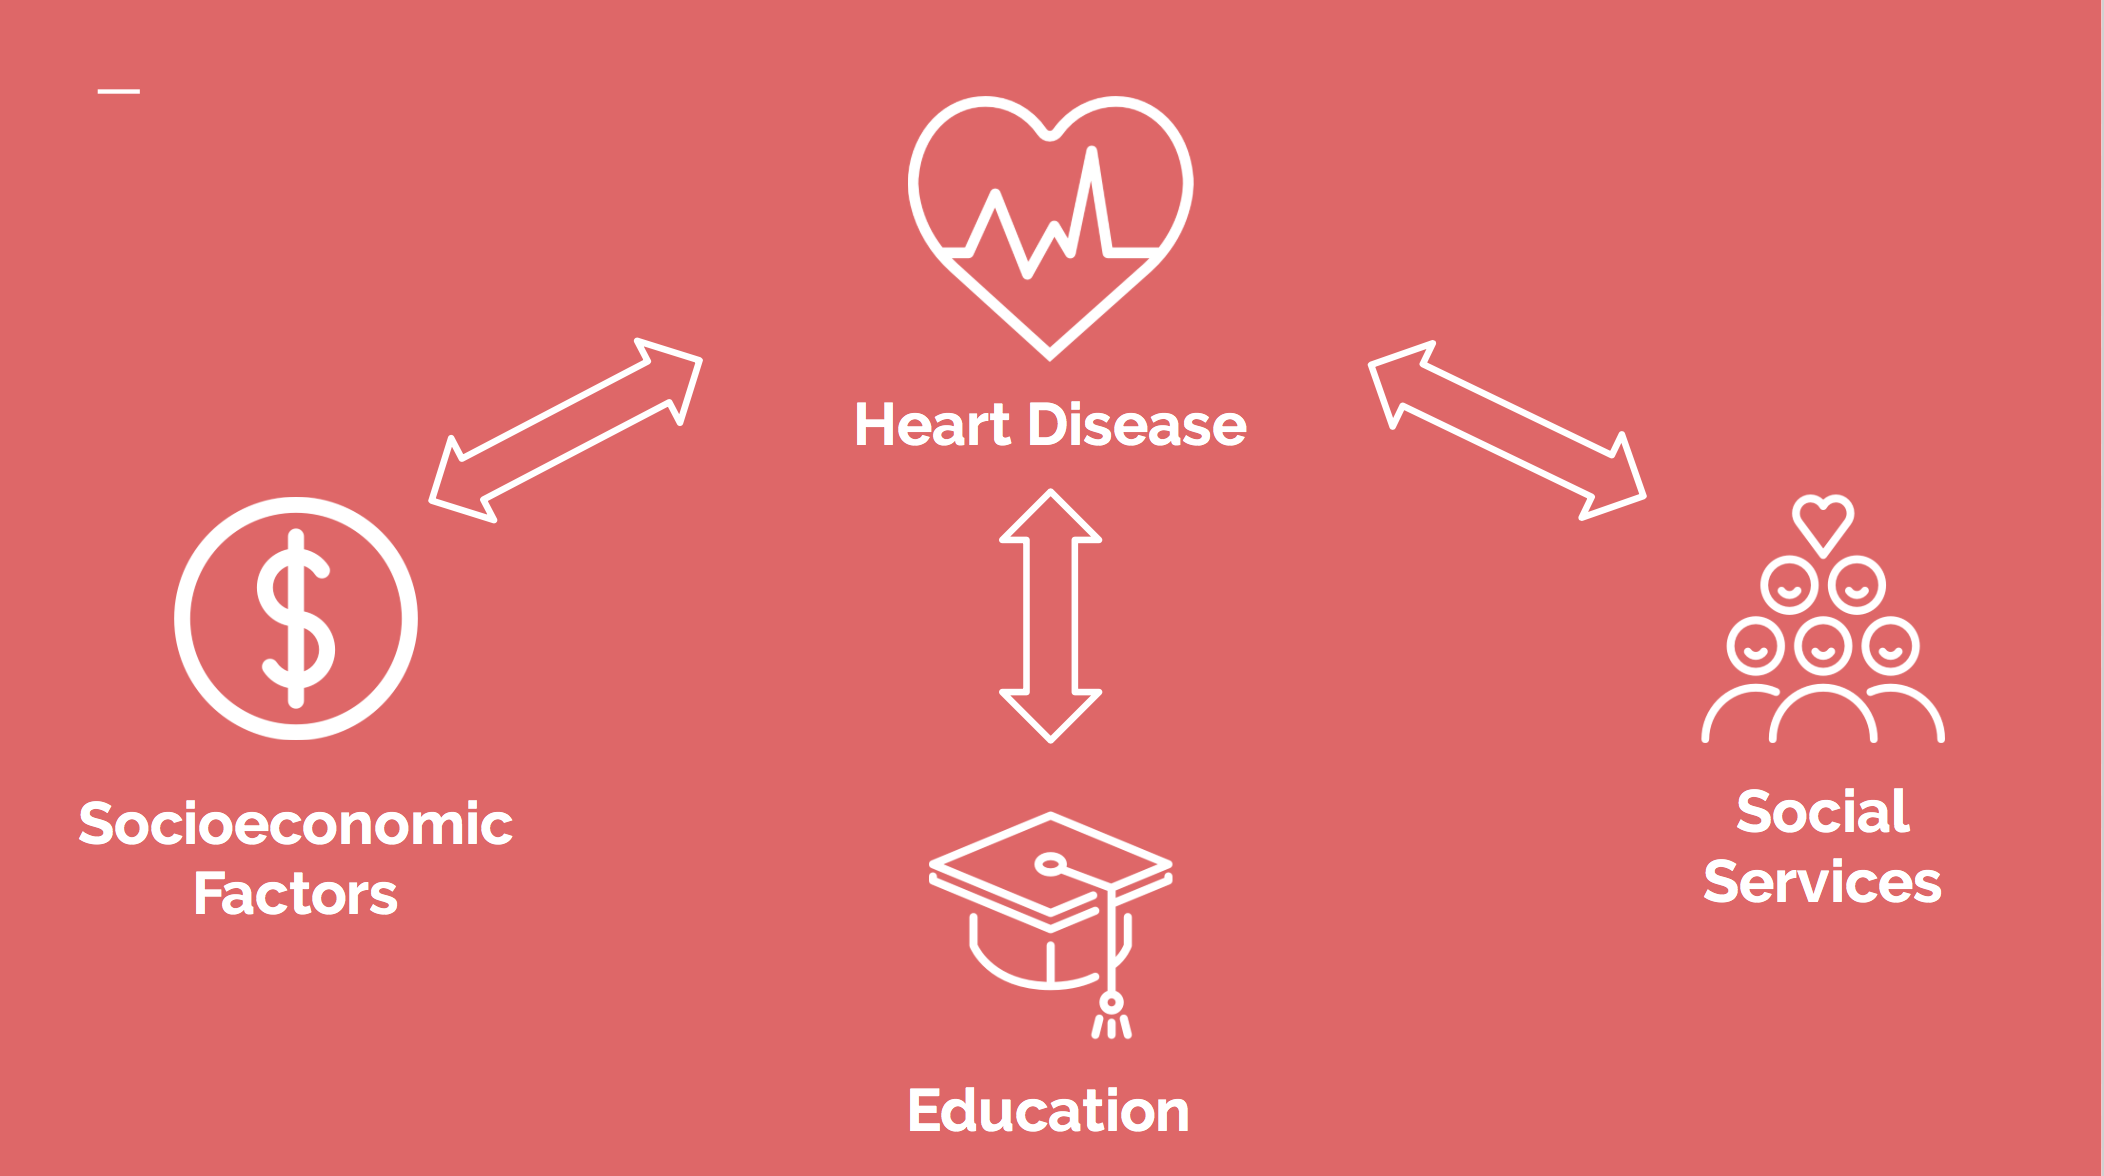 Heart Disease
Socioeconomic
Factors
Social
Services
Education